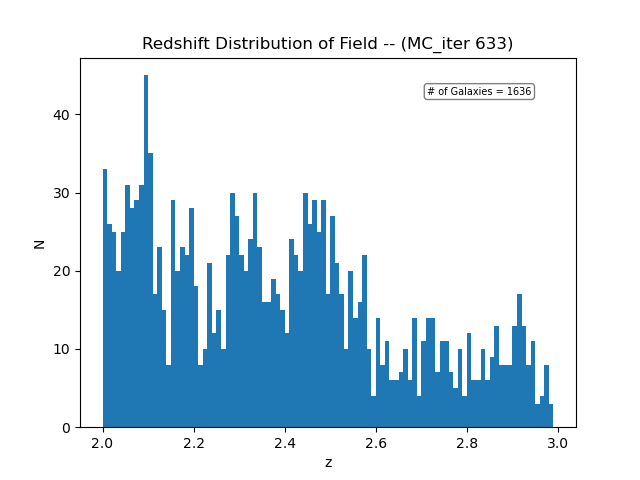 Redshift Distribution of Field -- (MC_iter 633)
# of Galaxies = 1636
N
40
30
20
10
0
2.0 2.2 2.4 2.6 2.8 3.0
z